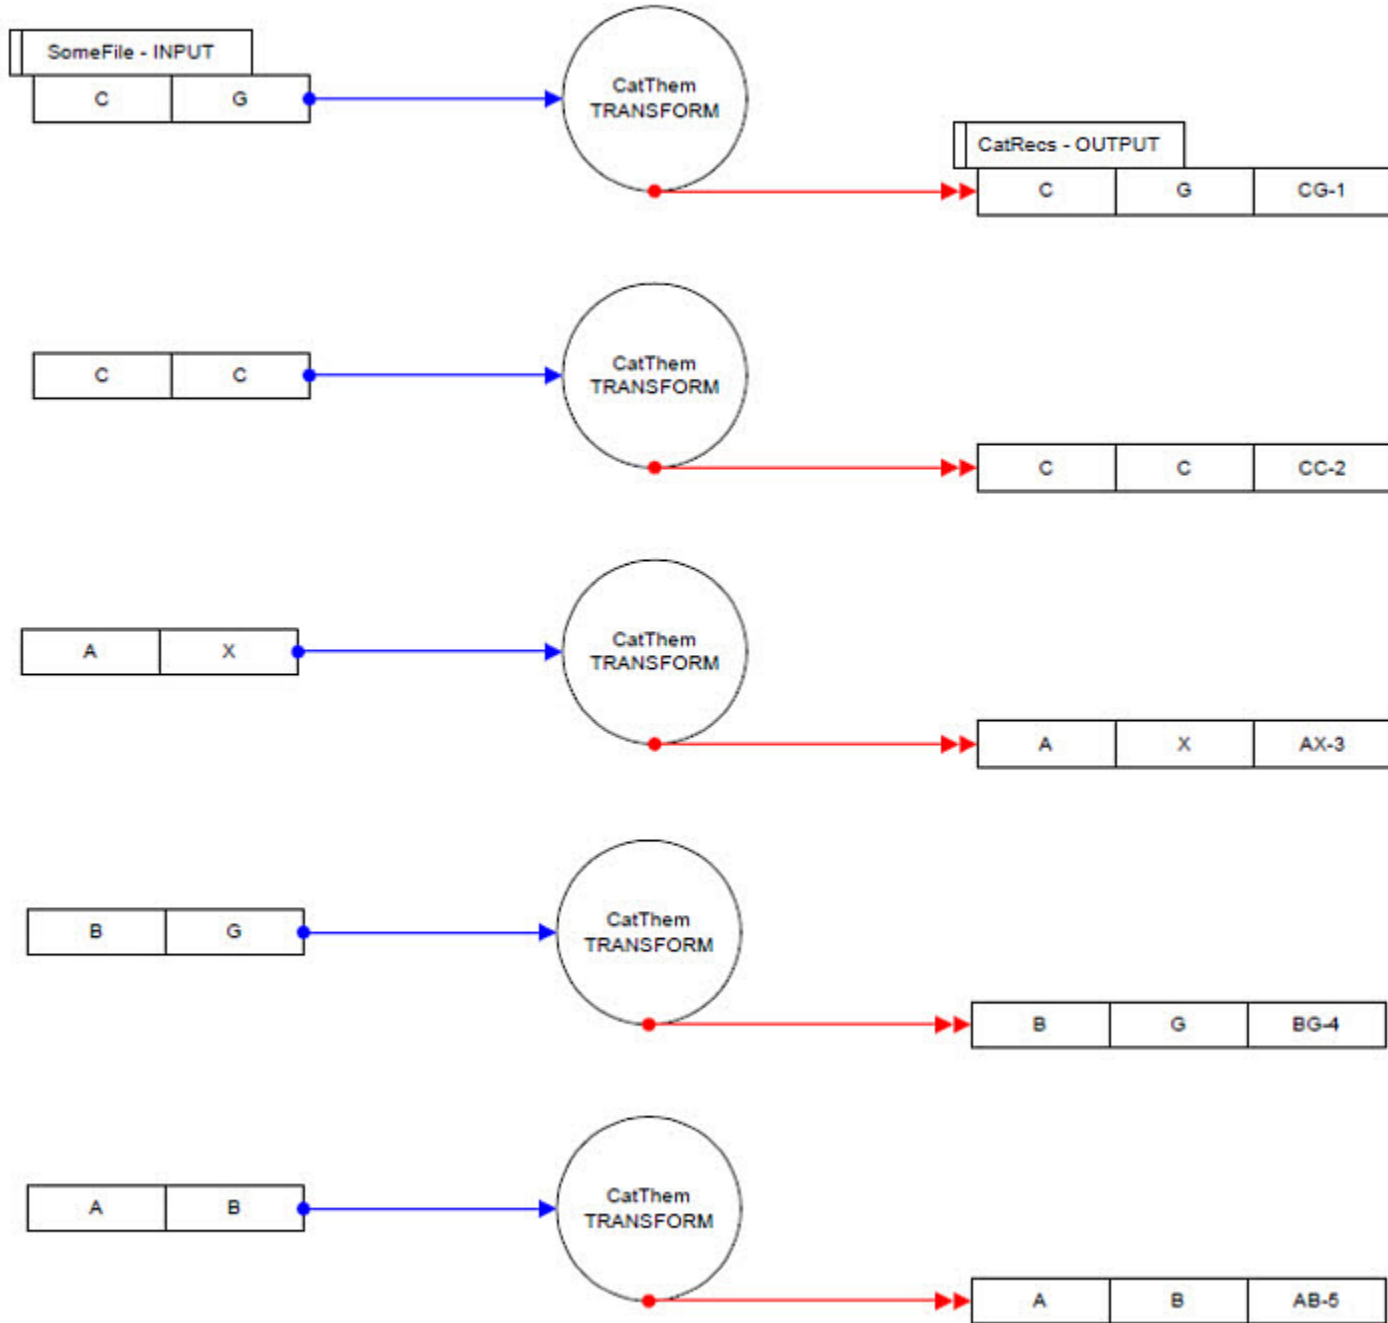 SomeFile - INPUT
C G
CatThem
TRANSFORM
CatRecs - OUTPUT
C G CG-1
C C
CatThem
TRANSFORM
C C CC-2
A X
CatThem
TRANSFORM
A X AX-3
B G
CatThem
TRANSFORM
B G BG-4
A B
CatThem
TRANSFORM
A B AB-5